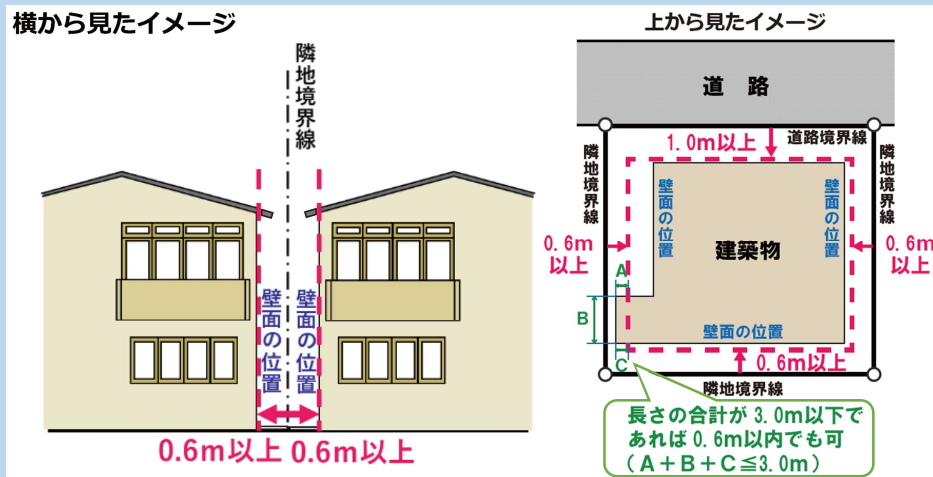 横から見たイメージ
隣地境界線
壁面の位置
壁面の位置
0.6m以上 0.6m以上
上から見たイメージ
道　路
道路境界線
1.0m以上
隣地境界線
隣地境界線
壁面の位置
壁面の位置
建築物
0.6m
以上
0.6m
以上
A
B
壁面の位置
C
0.6m以上
隣地境界線
長さの合計が 3.0m以下で
あれば 0.6m以内でも可
（A＋B＋C≦3.0m）